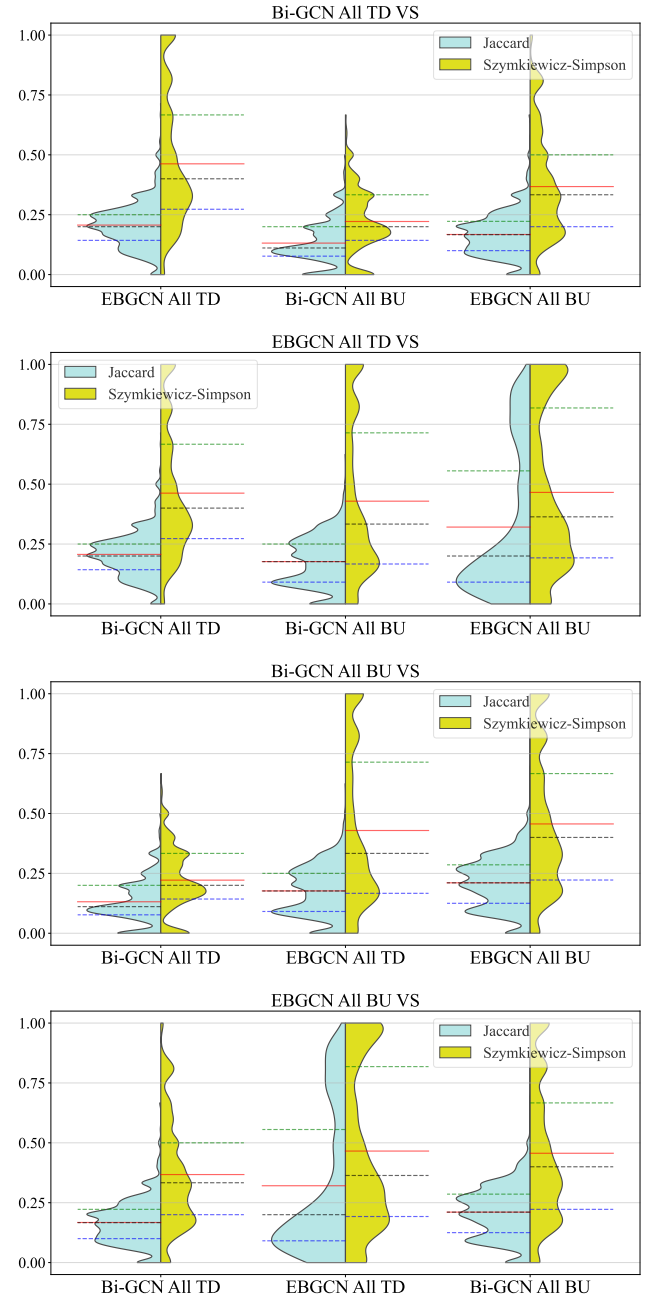 Bi-GCN All TD VS
1.00
Jaccard
Szymkiewicz-Simpson
0.75
0.50
0.25
0.00
EBGCN All TD Bi-GCN All BU EBGCN All BU
EBGCN All TD VS
1.00
Jaccard
Szymkiewicz-Simpson
0.75
0.50
0.25
0.00
Bi-GCN All TD Bi-GCN All BU EBGCN All BU
Bi-GCN All BU VS
1.00
Jaccard
Szymkiewicz-Simpson
0.75
0.50
0.25
0.00
Bi-GCN All TD EBGCN All TD EBGCN All BU
EBGCN All BU VS
1.00
Jaccard
Szymkiewicz-Simpson
0.75
0.50
0.25
0.00
Bi-GCN All TD EBGCN All TD Bi-GCN All BU